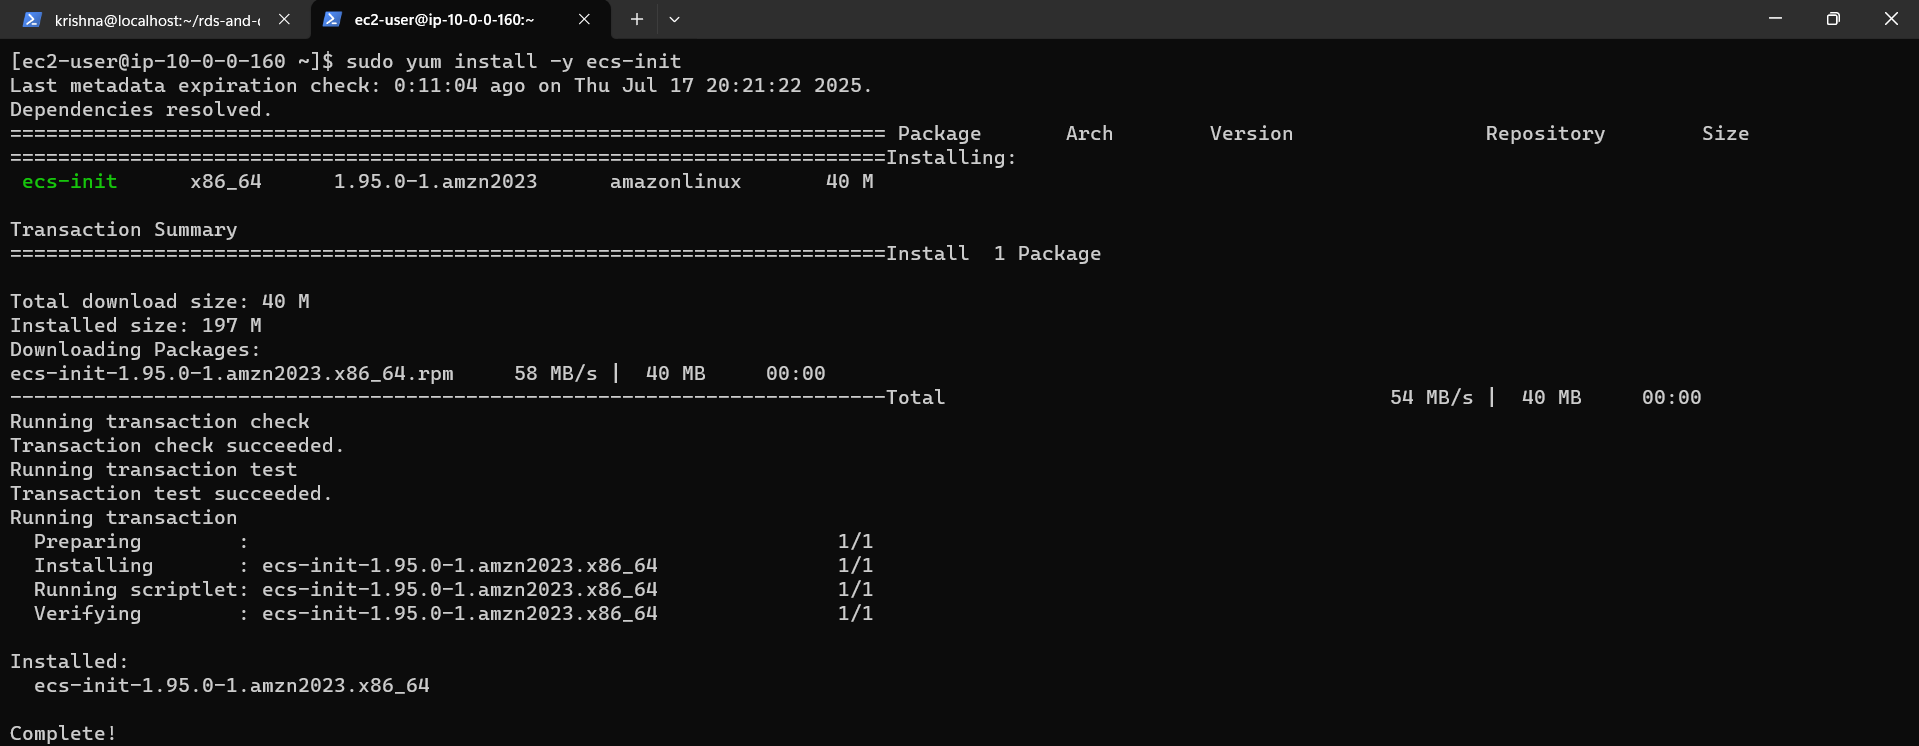 krishna@localhost:~/rds-and-
ec2-user@ip-10-0-0-160:~
[ec2-user@ip-10-0-0-160 ~]$ sudo yum install -y ecs-init
Last metadata expiration check: 0:11:04 ago on Thu Jul 17 20:21:22 2025.
Dependencies resolved.
========================================================================= Package       Arch        Version                Repository        Size
=========================================================================Installing:
 ecs-init      x86_64      1.95.0-1.amzn2023      amazonlinux       40 M
Transaction Summary
=========================================================================Install  1 Package
Total download size: 40 M
Installed size: 197 M
Downloading Packages:
ecs-init-1.95.0-1.amzn2023.x86_64.rpm     58 MB/s |  40 MB     00:00
-------------------------------------------------------------------------Total                                     54 MB/s |  40 MB     00:00
Running transaction check
Transaction check succeeded.
Running transaction test
Transaction test succeeded.
Running transaction
  Preparing        :                                                 1/1
  Installing       : ecs-init-1.95.0-1.amzn2023.x86_64               1/1
  Running scriptlet: ecs-init-1.95.0-1.amzn2023.x86_64               1/1
  Verifying        : ecs-init-1.95.0-1.amzn2023.x86_64               1/1
Installed:
  ecs-init-1.95.0-1.amzn2023.x86_64
Complete!